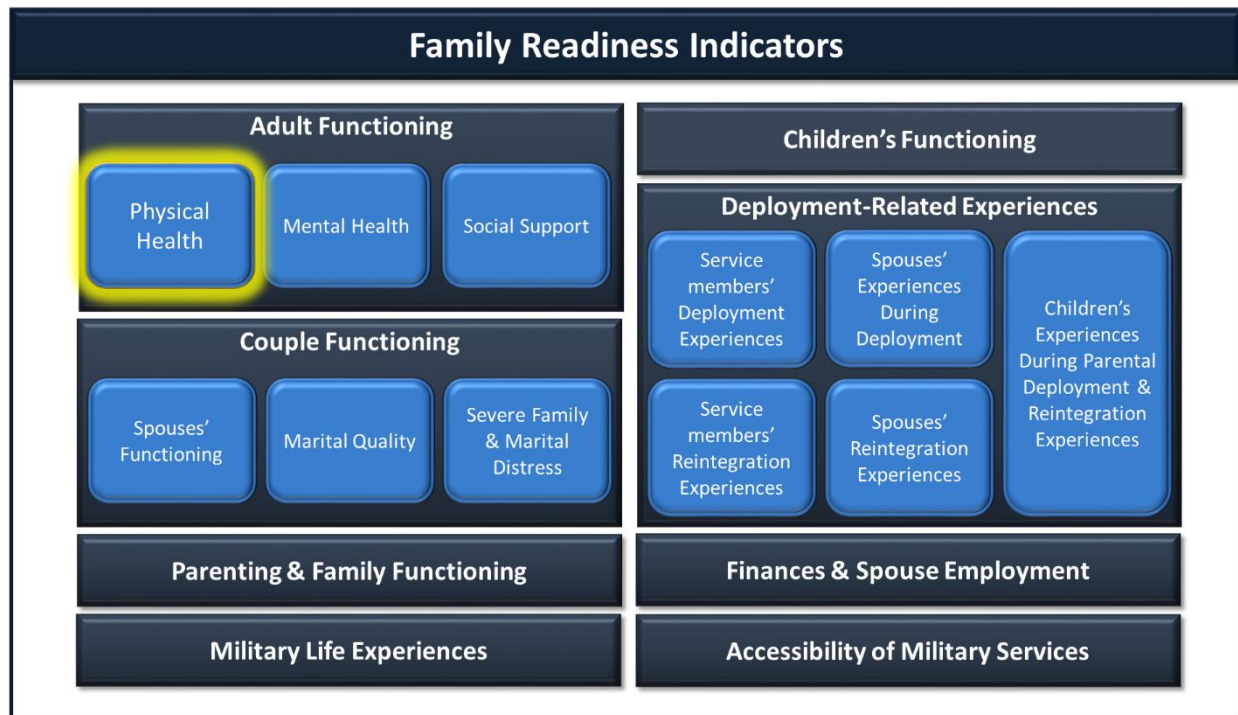 Family Readiness Indicators
Adult Functioning
Physical
Health
Mental Health
Social Support
Couple Functioning
Spouses’
Functioning
Marital Quality
Severe Family
& Marital
Distress
Parenting & Family Functioning
Military Life Experiences
Children’s Functioning
Deployment-Related Experiences
Service
members’
Deployment
Experiences
Spouses’
Experiences
During
Deployment
Service
members’
Reintegration
Experiences
Spouses’
Reintegration
Experiences
Children’s
Experiences
During Parental
Deployment &
Reintegration
Experiences
Finances & Spouse Employment
Accessibility of Military Services